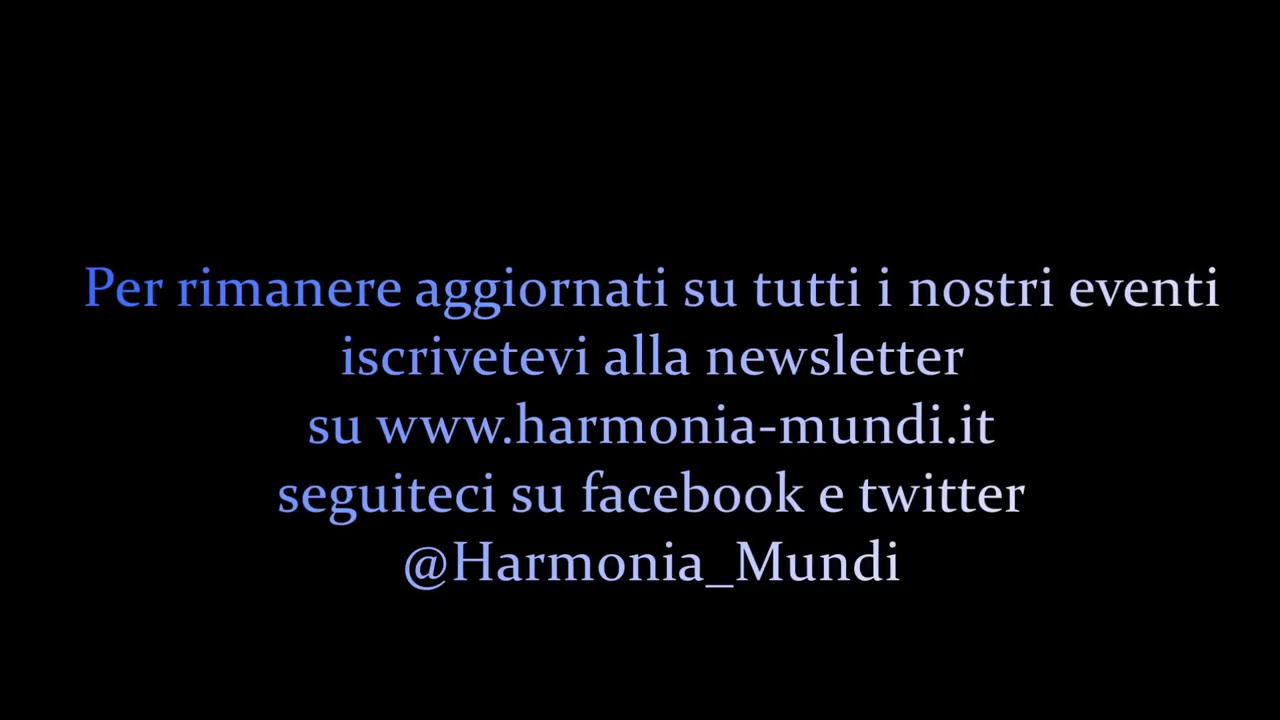 Per rimanere aggiornati su tutti i nostri eventi
iscrivetevi alla newsletter
su www.harmonia-mundi.it
seguiteci su facebook e twitter
@Harmonia_Mundi